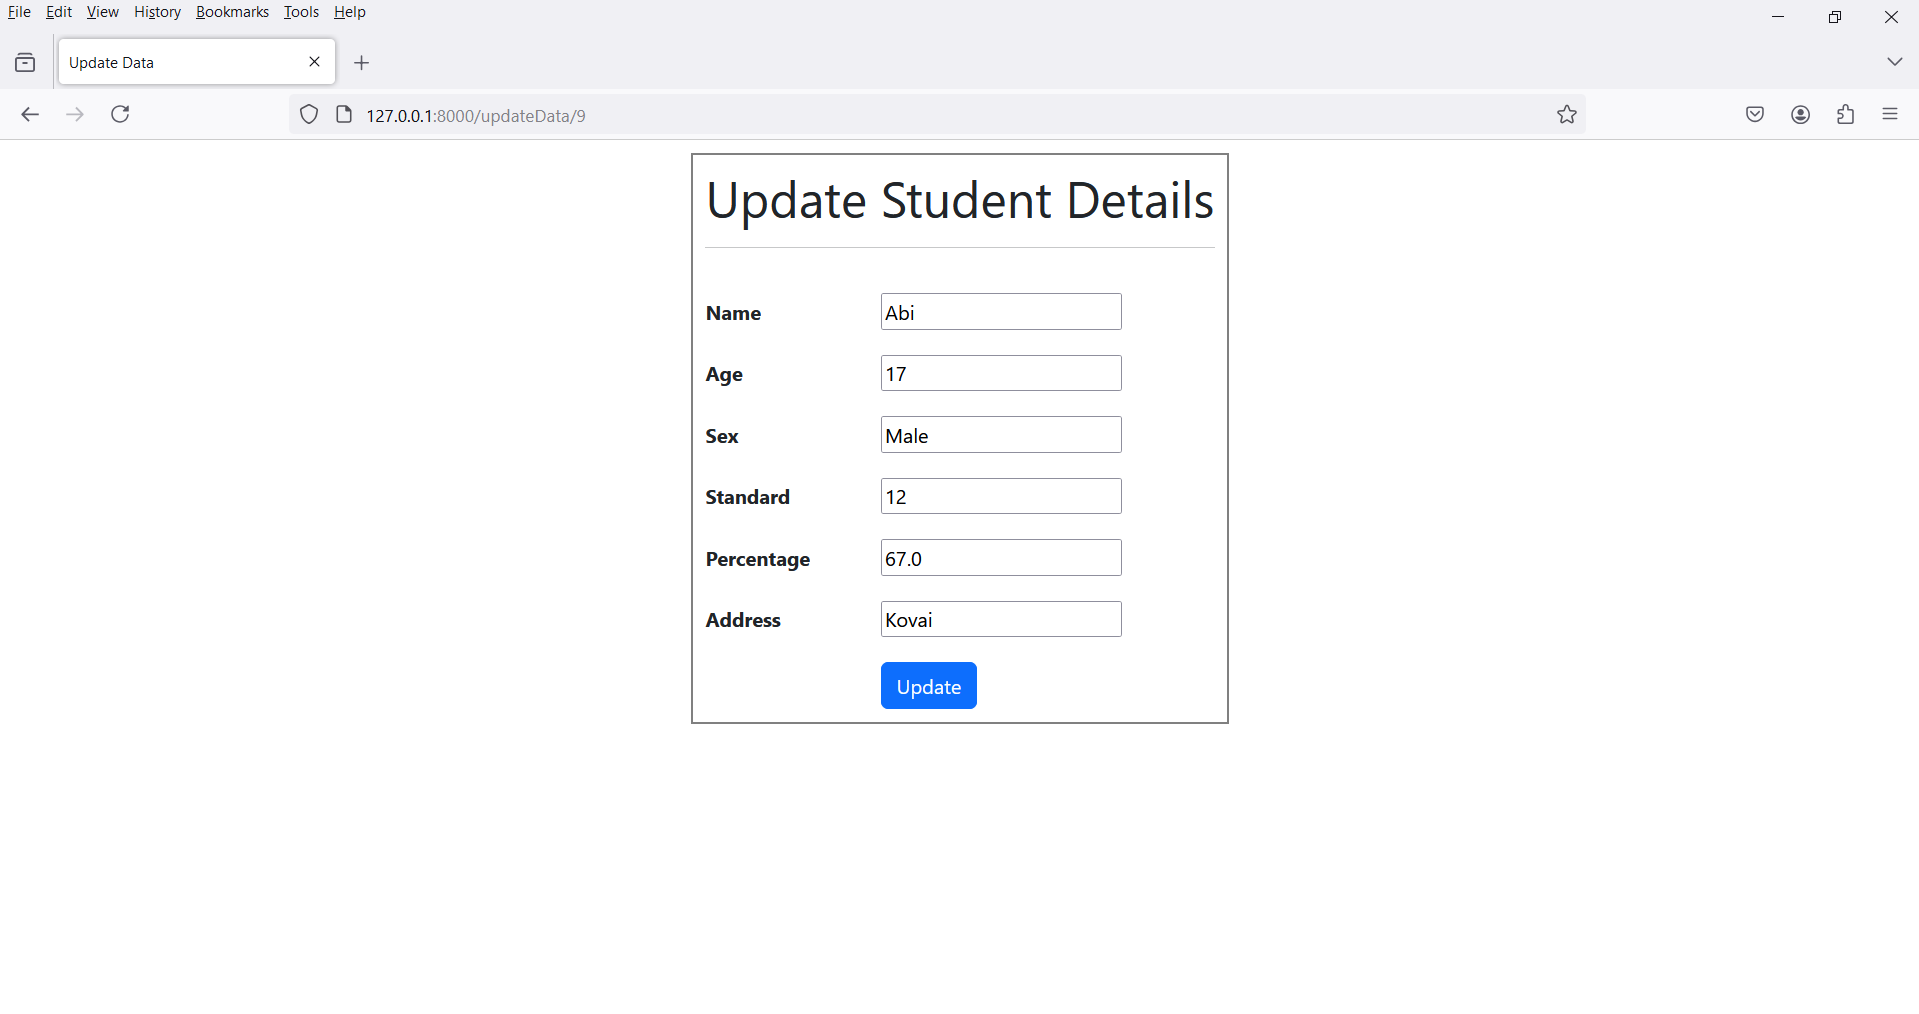 File Edit View History Bookmarks Tools Help
Update Data
127.0.0.1:8000/updateData/9
Update Student Details
Name Abi
Age 17
Sex Male
Standard 12
Percentage 67.0
Address Kovai
Update